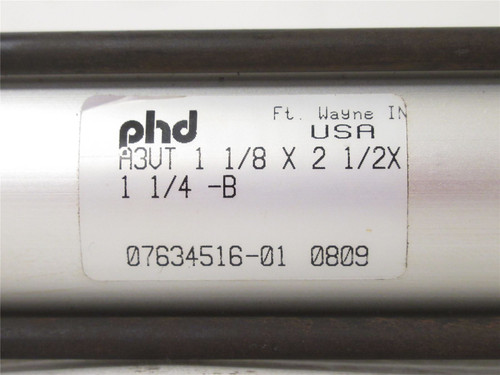 phd Ft. Wayne IN
USA
A3VT 1 1/8 X 2 1/2X
1 1/4 -B
07634516-01 0809